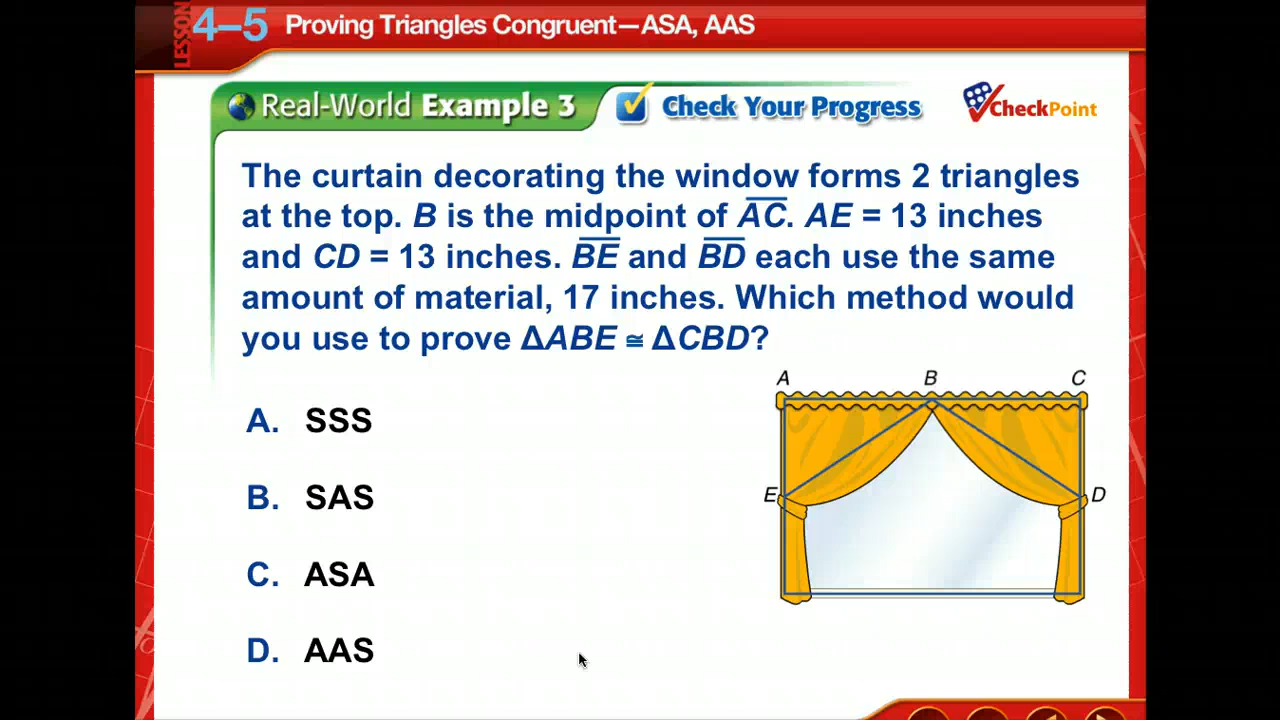 LESSON 4–5 Proving Triangles Congruent—ASA, AAS
Real-World Example 3 Check Your Progress CheckPoint
The curtain decorating the window forms 2 triangles
at the top. B is the midpoint of A̅C̅. AE = 13 inches
and CD = 13 inches. B̅E̅ and B̅D̅ each use the same
amount of material, 17 inches. Which method would
you use to prove ΔABE ≅ ΔCBD?
A. SSS
B. SAS
C. ASA
D. AAS
A B C
E D